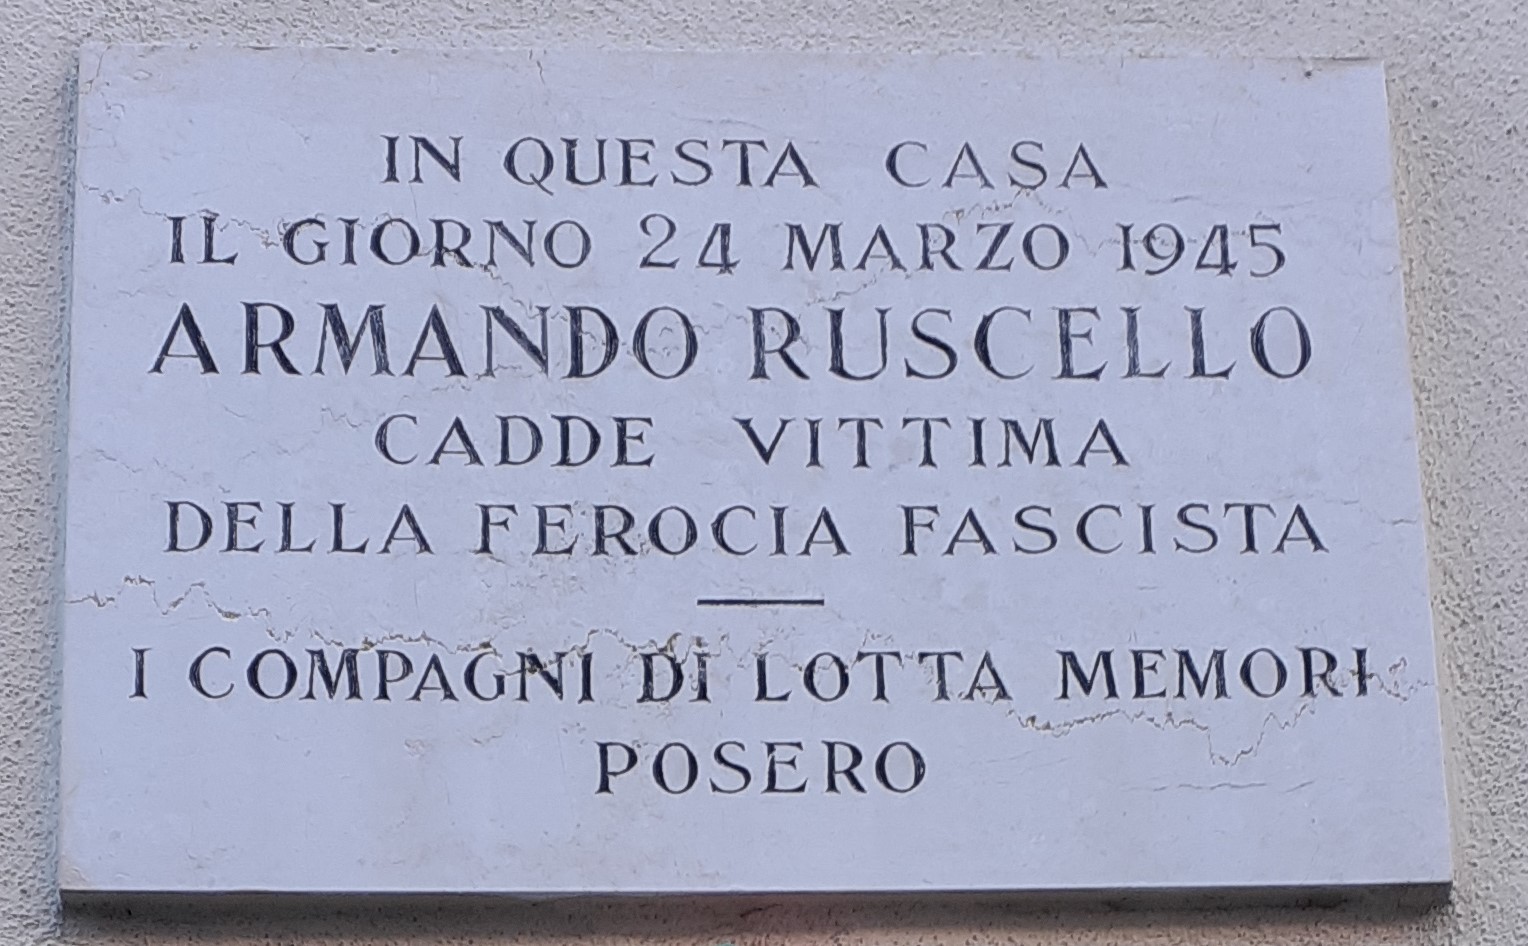 IN QUESTA CASA
IL GIORNO 24 MARZO 1945
ARMANDO RUSCELLO
CADDE VITTIMA
DELLA FEROCIA FASCISTA
I COMPAGNI DI LOTTA MEMORI
POSERO